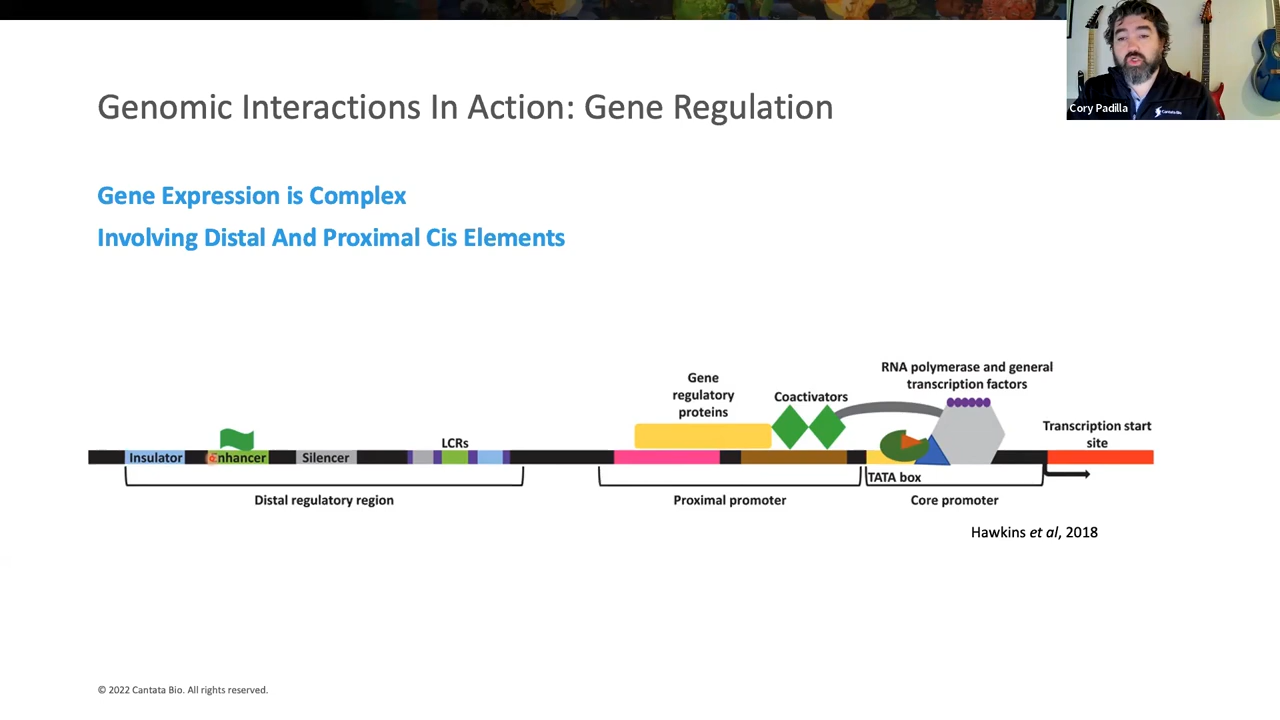 Cory Padilla
Cantata Bio
Genomic Interactions In Action: Gene Regulation
Gene Expression is Complex
Involving Distal And Proximal Cis Elements
RNA polymerase and general
transcription factors
Gene
regulatory
proteins
Coactivators
Transcription start
site
LCRs
Insulator
Enhancer
Silencer
TATA box
Distal regulatory region
Proximal promoter
Core promoter
Hawkins et al, 2018
© 2022 Cantata Bio. All rights reserved.